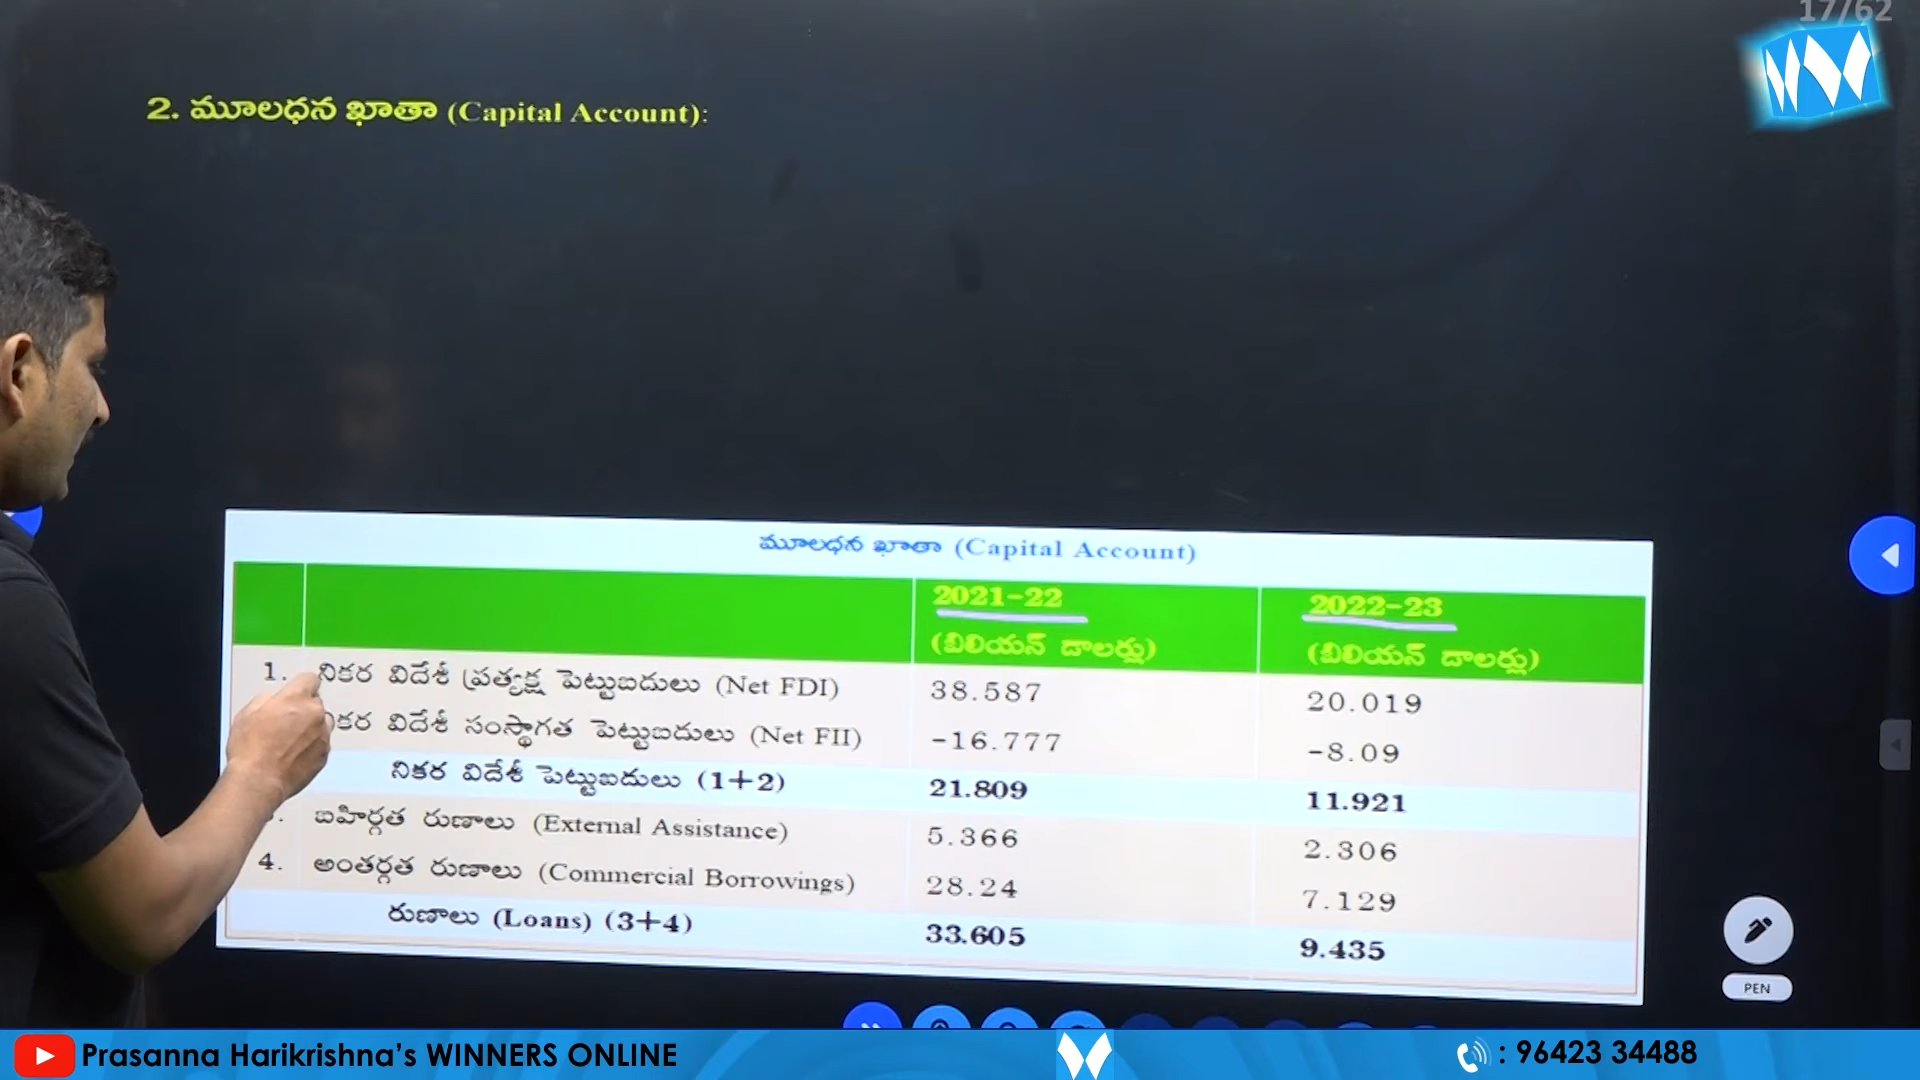 17/62
2. మూలధన ఖాతా (Capital Account):
మూలధన ఖాతా (Capital Account)
2021-22 2022-23
(బిలియన్ డాలర్లు) (బిలియన్ డాలర్లు)
1. నికర విదేశీ ప్రత్యక్ష పెట్టుబదులు (Net FDI) 38.587 20.019
నికర విదేశీ సంస్థాగత పెట్టుబదులు (Net FII) -16.777 -8.09
నికర విదేశీ పెట్టుబదులు (1+2) 21.809 11.921
బహిర్గత రుణాలు (External Assistance) 5.366 2.306
4. అంతర్గత రుణాలు (Commercial Borrowings) 28.24 7.129
రుణాలు (Loans) (3+4) 33.605 9.435
PEN
Prasanna Harikrishna's WINNERS ONLINE : 96423 34488